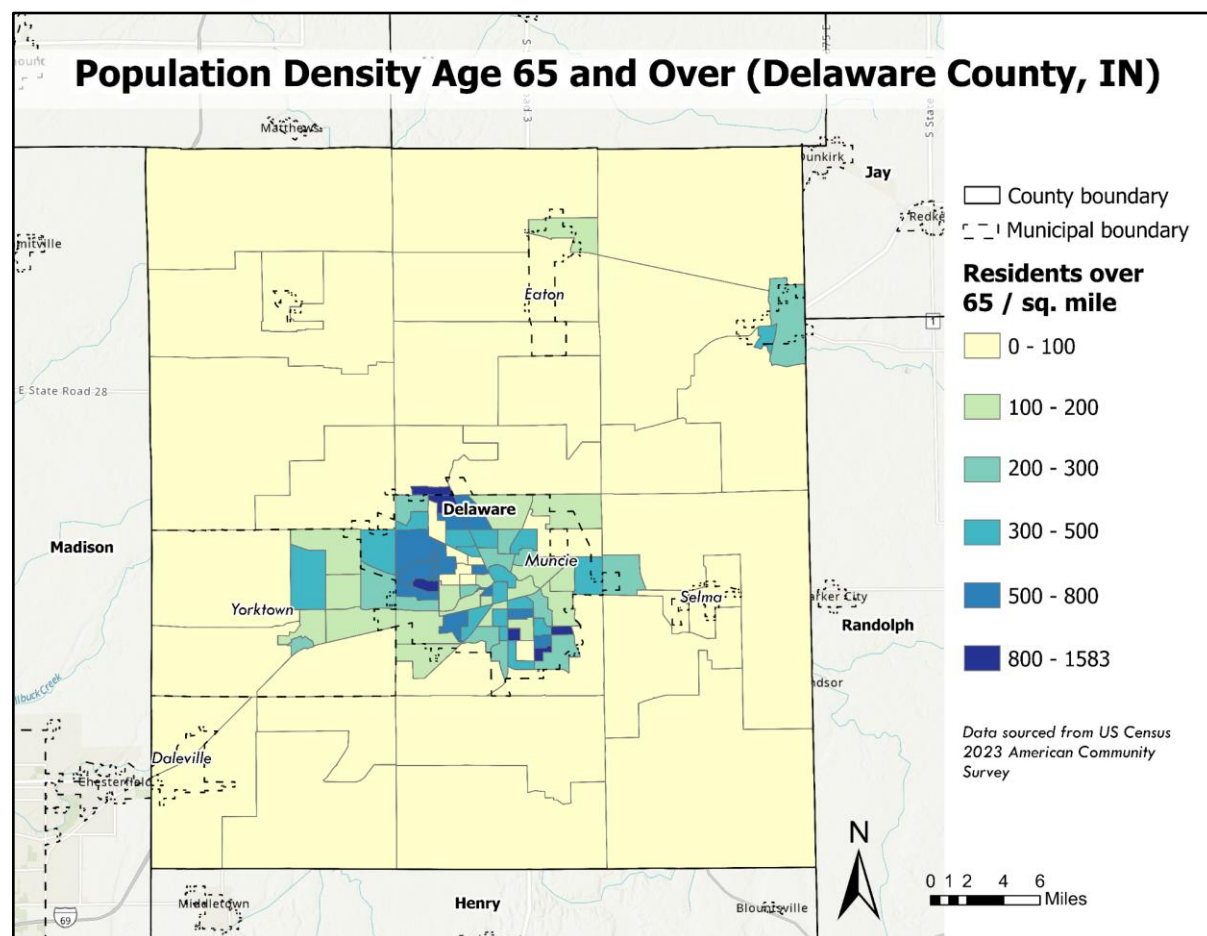 Population Density Age 65 and Over (Delaware County, IN)
Matthews
Dunkirk
Jay
Eaton
E State Road 28
1
Delaware
Madison
Muncie
Yorktown
Selma
Randolph
Daleville
Chesterfield
Middletown
Henry
Blountsville
69
County boundary
Municipal boundary
Residents over
65 / sq. mile
0 - 100
100 - 200
200 - 300
300 - 500
500 - 800
800 - 1583
Data sourced from US Census
2023 American Community
Survey
N
0 1 2 4 6
Miles